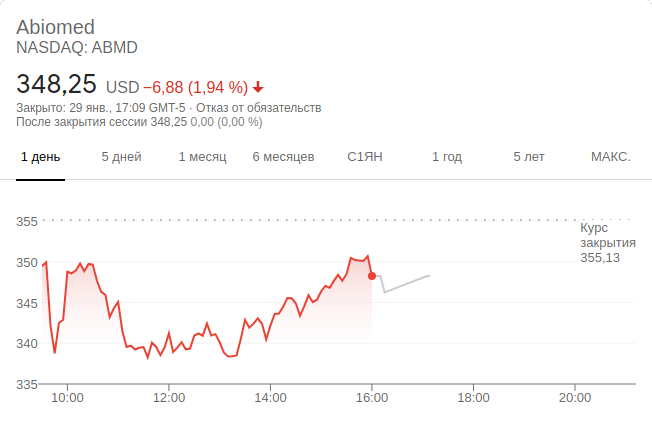 Abiomed
NASDAQ: ABMD
348,25 USD −6,88 (1,94 %)
Закрыто: 29 янв., 17:09 GMT-5 · Отказ от обязательств
После закрытия сессии 348,25 0,00 (0,00 %)
1 день 5 дней 1 месяц 6 месяцев С1ЯН 1 год 5 лет МАКС.
355
Курс
закрытия
355,13
350
345
340
335
10:00 12:00 14:00 16:00 18:00 20:00